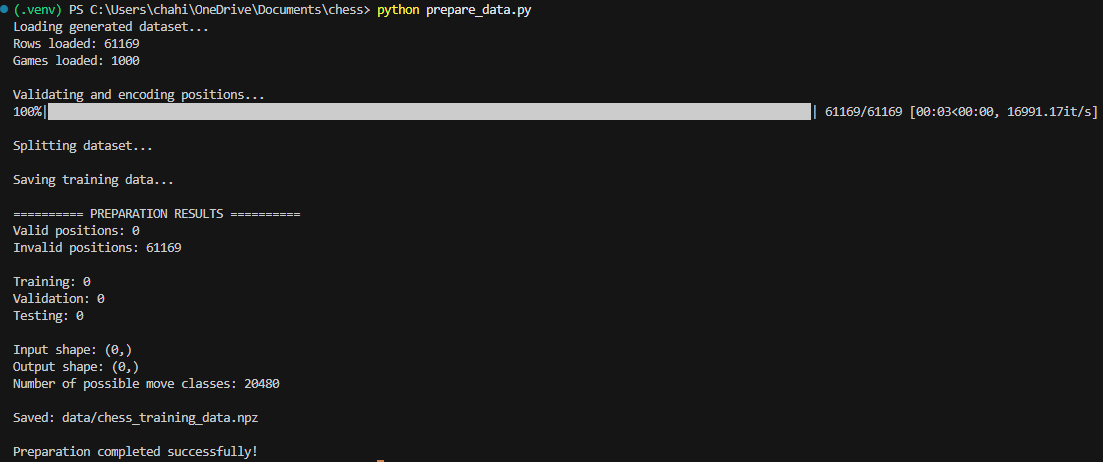 (.venv) PS C:\Users\chahi\OneDrive\Documents\chess> python prepare_data.py
Loading generated dataset...
Rows loaded: 61169
Games loaded: 1000
Validating and encoding positions...
100%|| 61169/61169 [00:03<00:00, 16991.17it/s]
Splitting dataset...
Saving training data...
========== PREPARATION RESULTS ==========
Valid positions: 0
Invalid positions: 61169
Training: 0
Validation: 0
Testing: 0
Input shape: (0,)
Output shape: (0,)
Number of possible move classes: 20480
Saved: data/chess_training_data.npz
Preparation completed successfully!